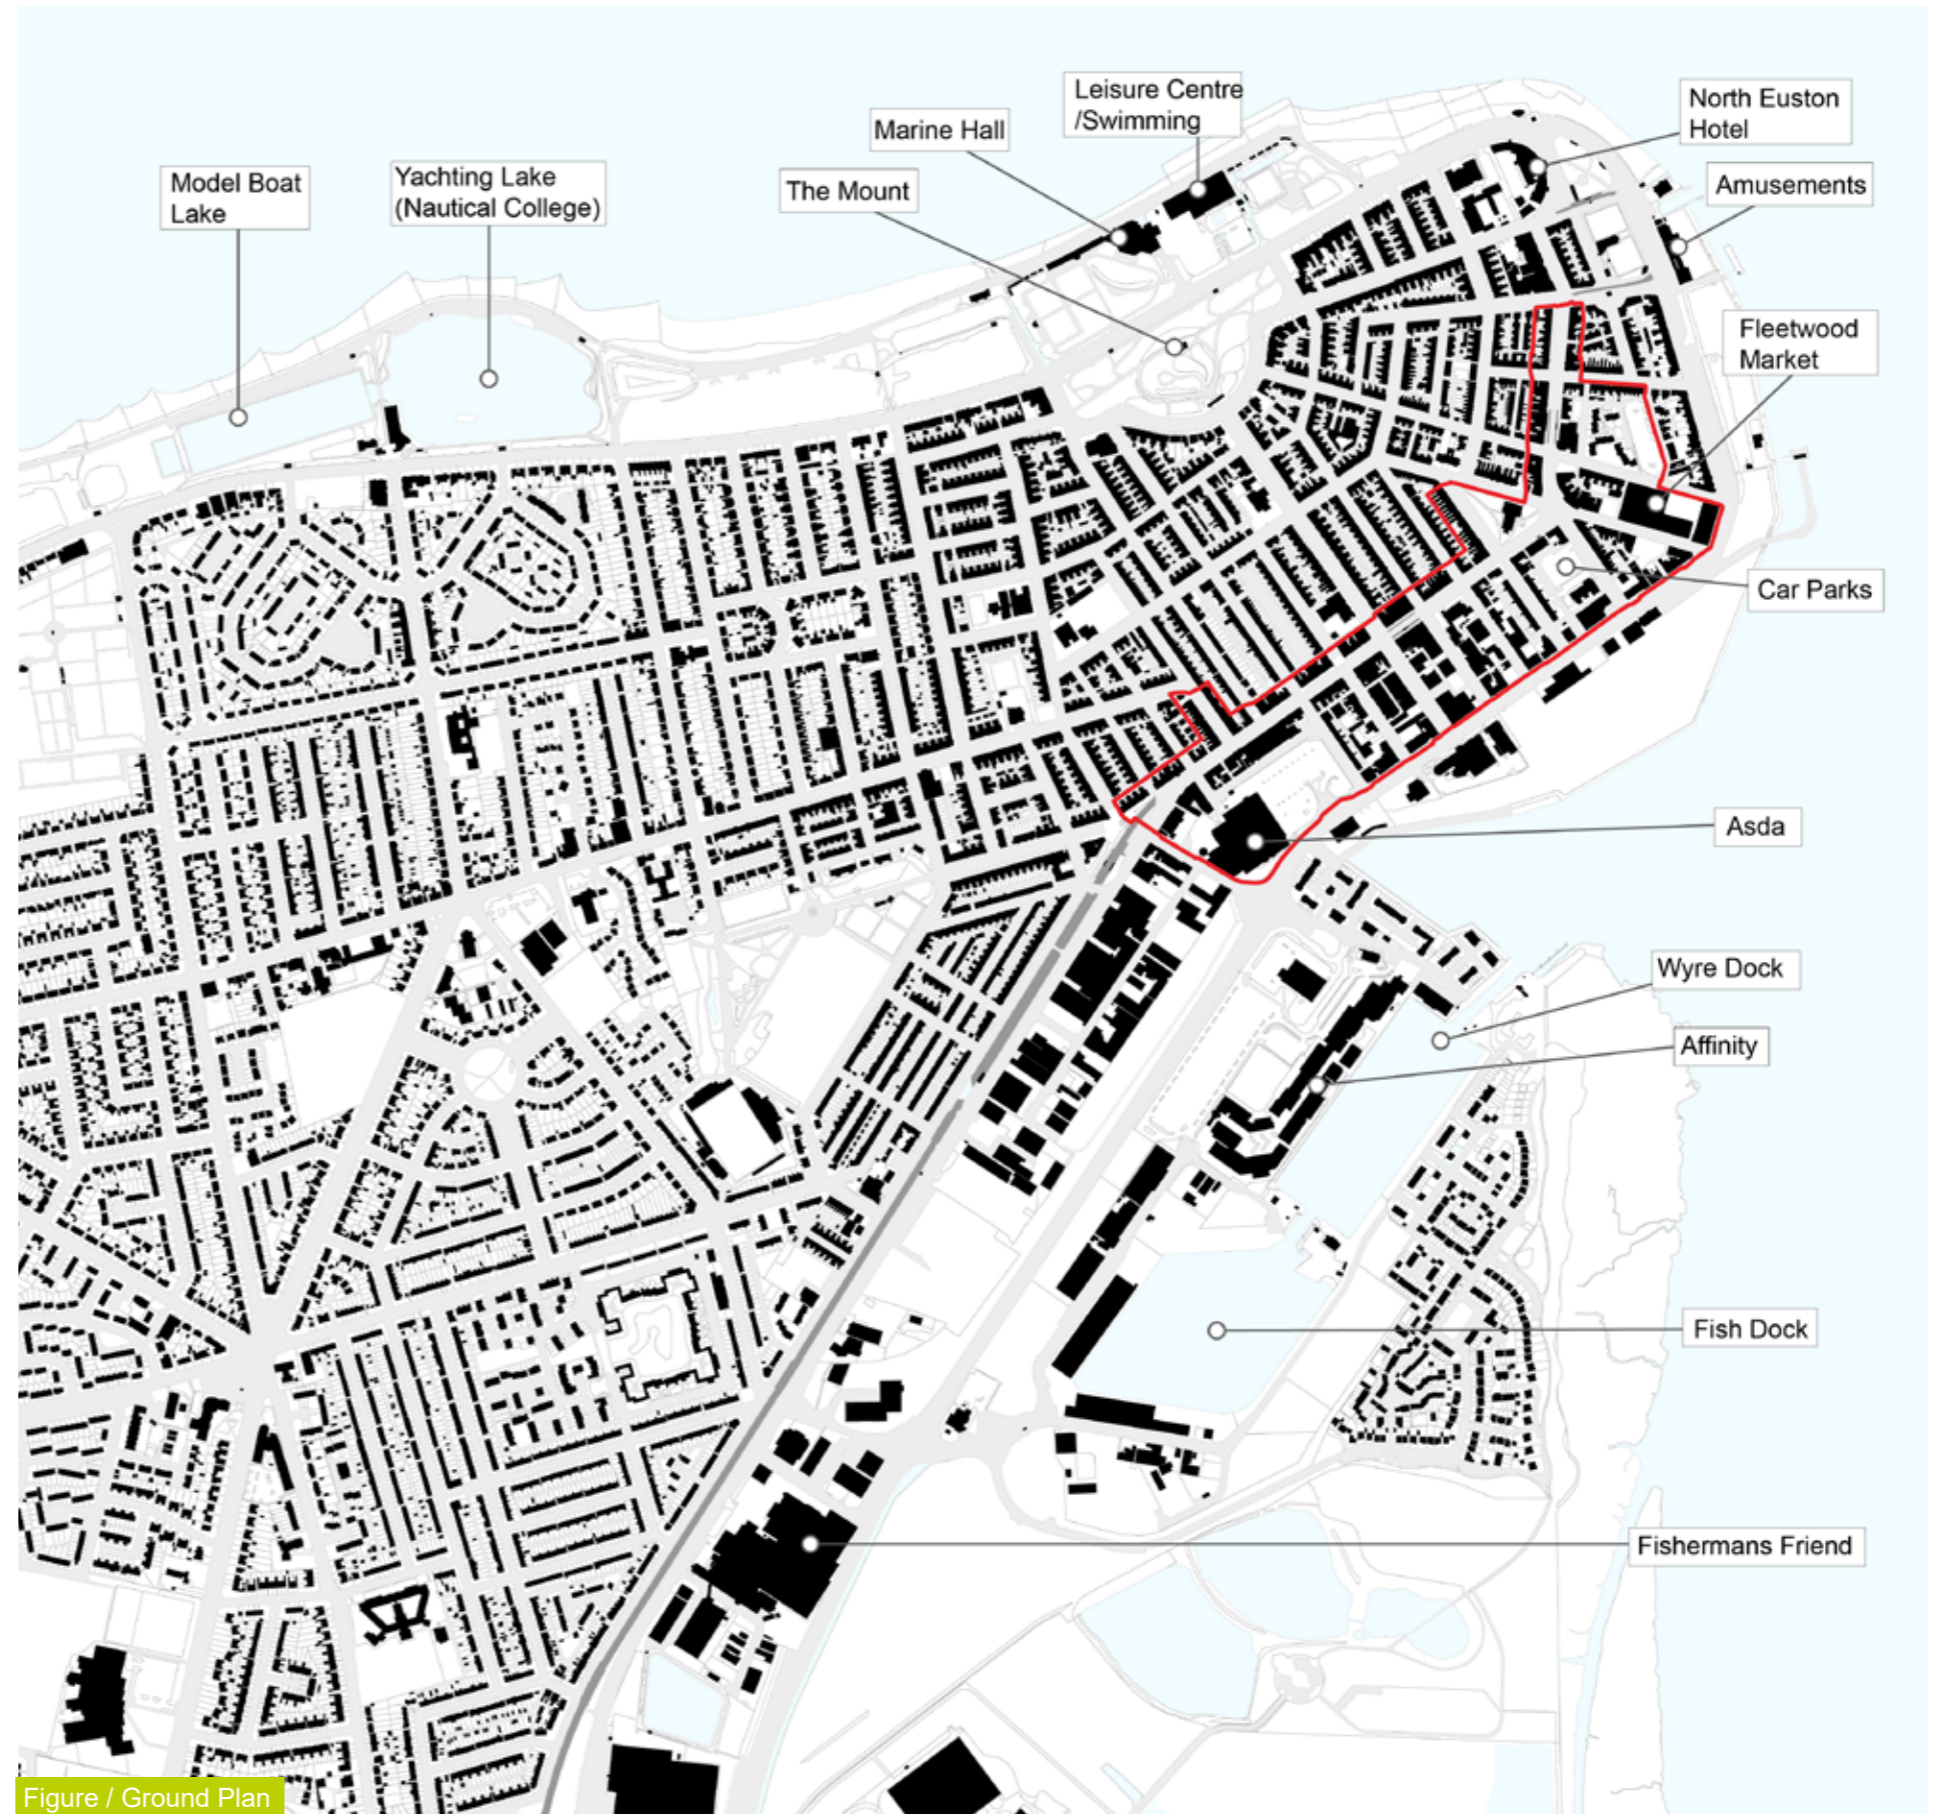 Leisure Centre
/Swimming
North Euston
Hotel
Marine Hall
Model Boat
Lake
Yachting Lake
(Nautical College)
The Mount
Amusements
Fleetwood
Market
Car Parks
Asda
Wyre Dock
Affinity
Fish Dock
Fishermans Friend
Figure / Ground Plan